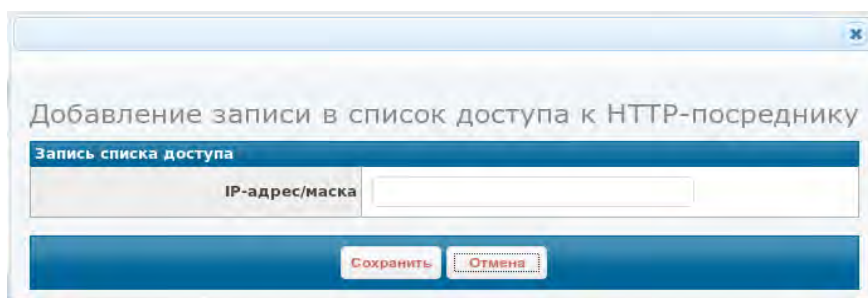 Добавление записи в список доступа к HTTP-посреднику
Запись списка доступа
IP-адрес/маска
Сохранить Отмена